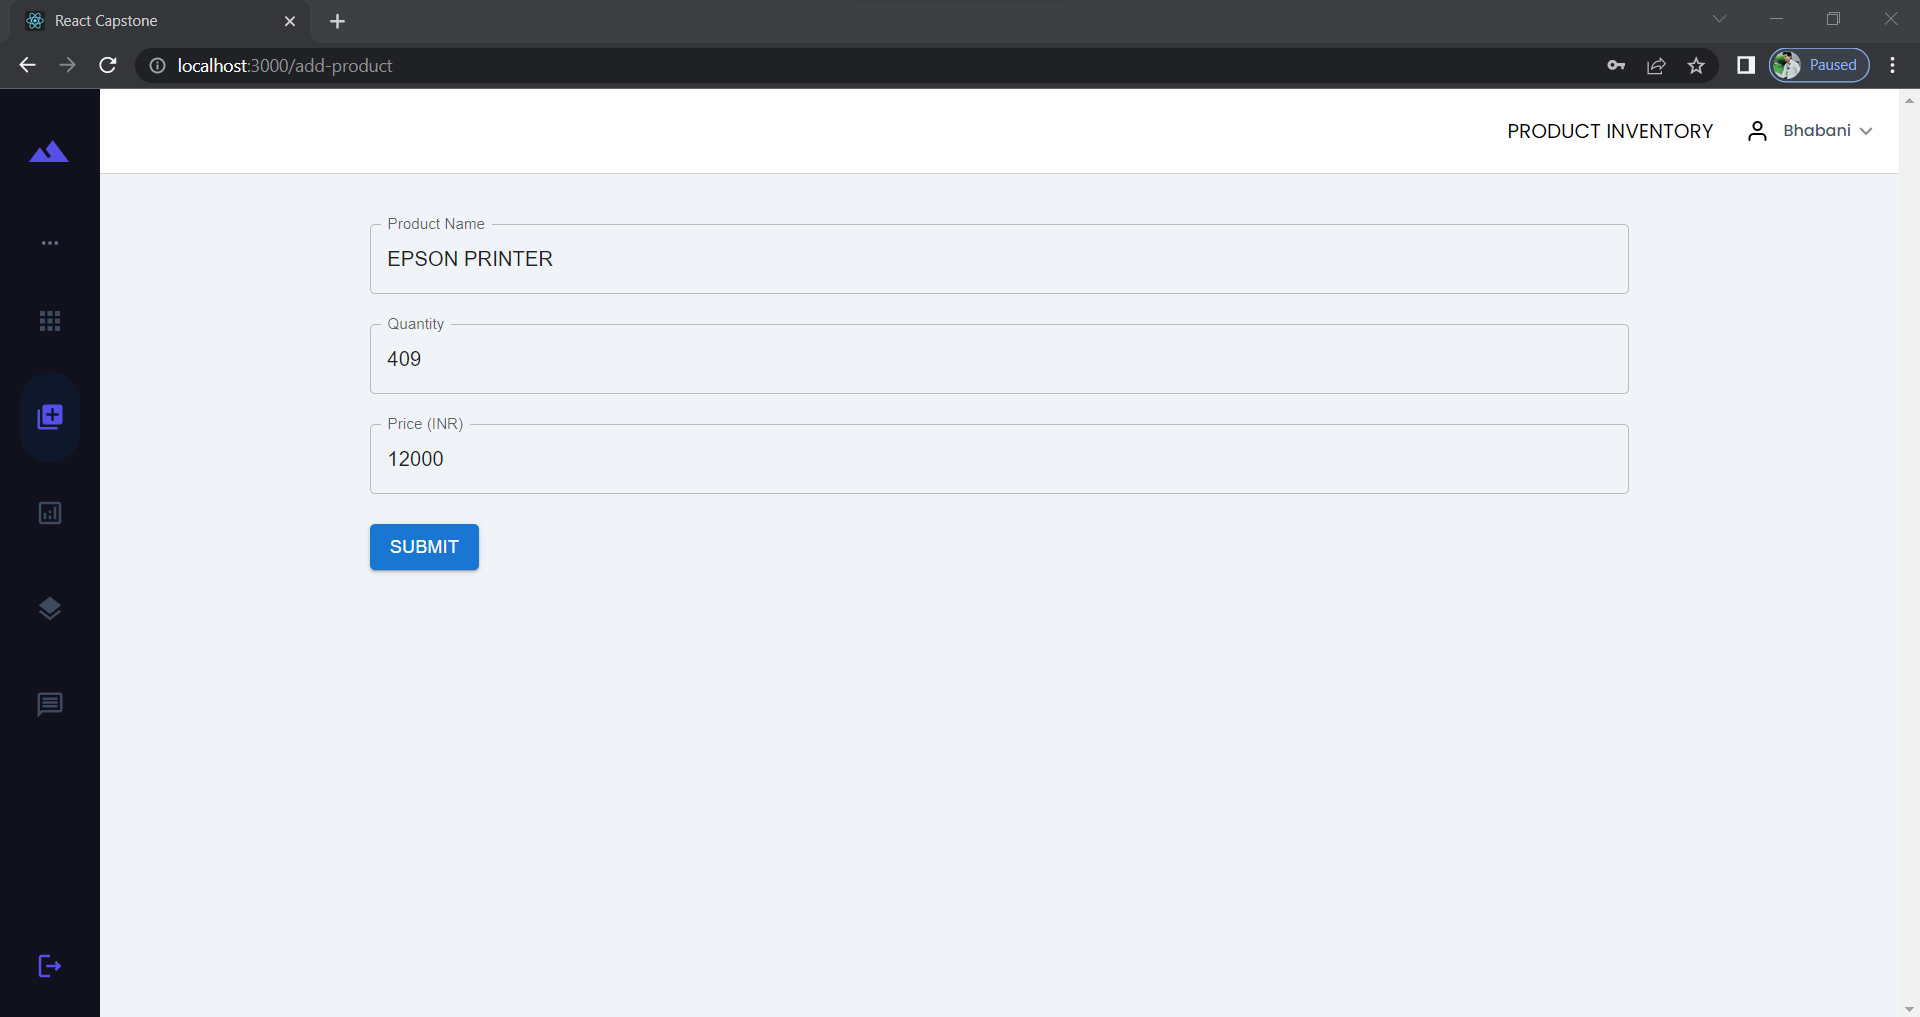 React Capstone
localhost:3000/add-product
Paused
PRODUCT INVENTORY
Bhabani
Product Name
EPSON PRINTER
Quantity
409
Price (INR)
12000
SUBMIT